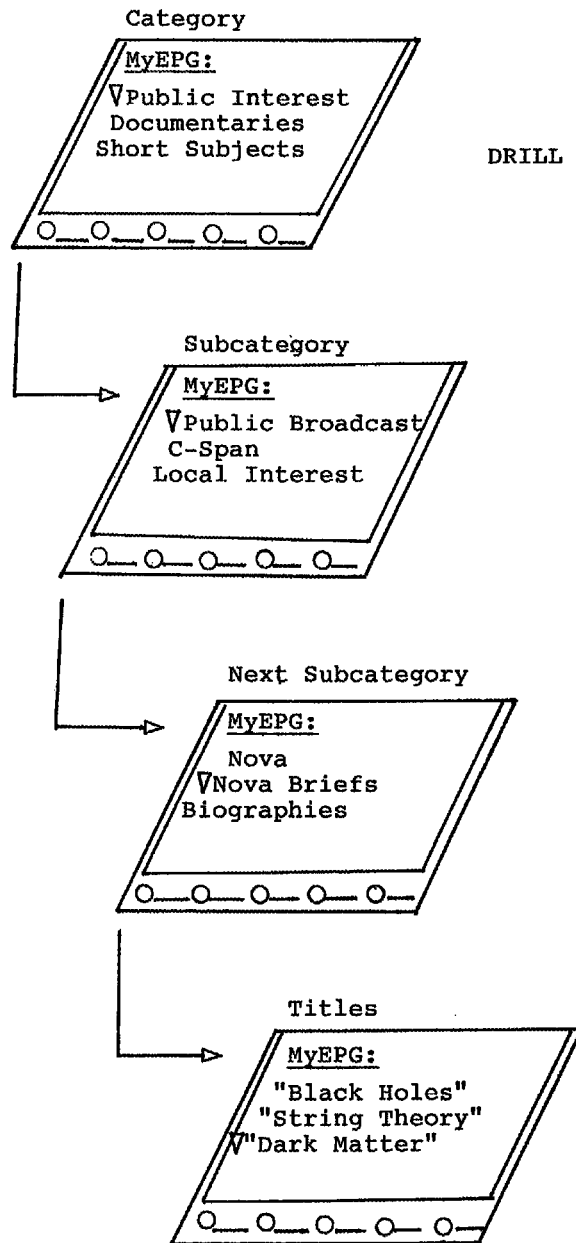 Category
MyEPG:
∇Public Interest
Documentaries
Short Subjects
DRILL
Subcategory
MyEPG:
∇Public Broadcast
C-Span
Local Interest
Next Subcategory
MyEPG:
Nova
∇Nova Briefs
Biographies
Titles
MyEPG:
"Black Holes"
"String Theory"
∇"Dark Matter"